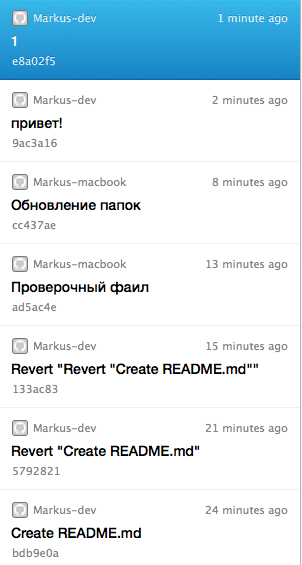 Markus-dev 1 minute ago
1
e8a02f5
Markus-dev 2 minutes ago
привет!
9ac3a16
Markus-macbook 8 minutes ago
Обновление папок
cc437ae
Markus-macbook 13 minutes ago
Проверочный фаил
ad5ac4e
Markus-dev 15 minutes ago
Revert "Revert "Create README.md""
133ac83
Markus-dev 21 minutes ago
Revert "Create README.md"
5792821
Markus-dev 24 minutes ago
Create README.md
bdb9e0a